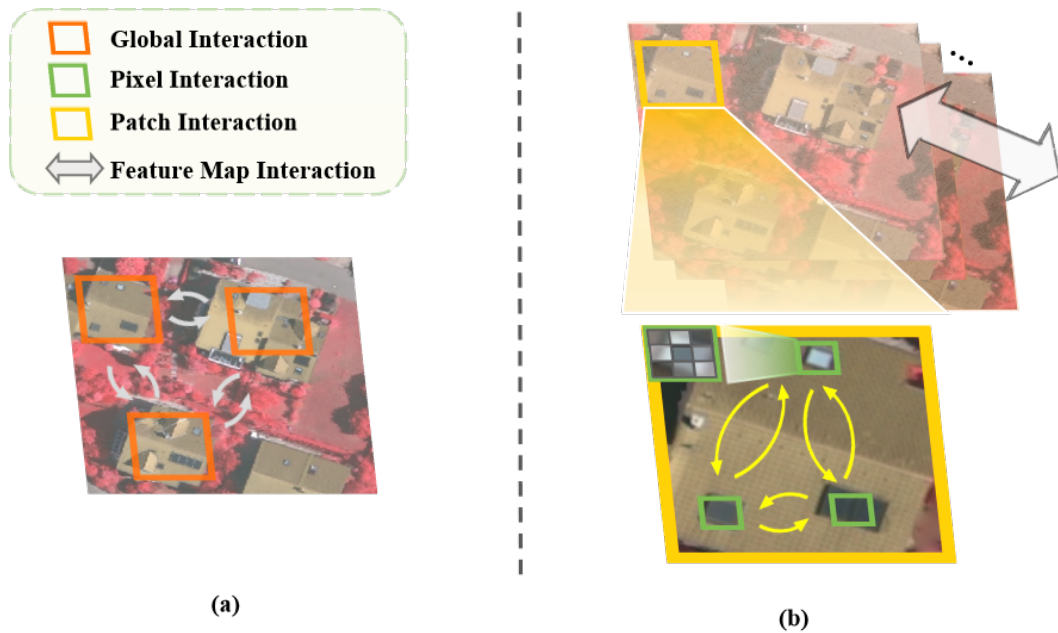 Global Interaction
Pixel Interaction
Patch Interaction
Feature Map Interaction
(a)
(b)